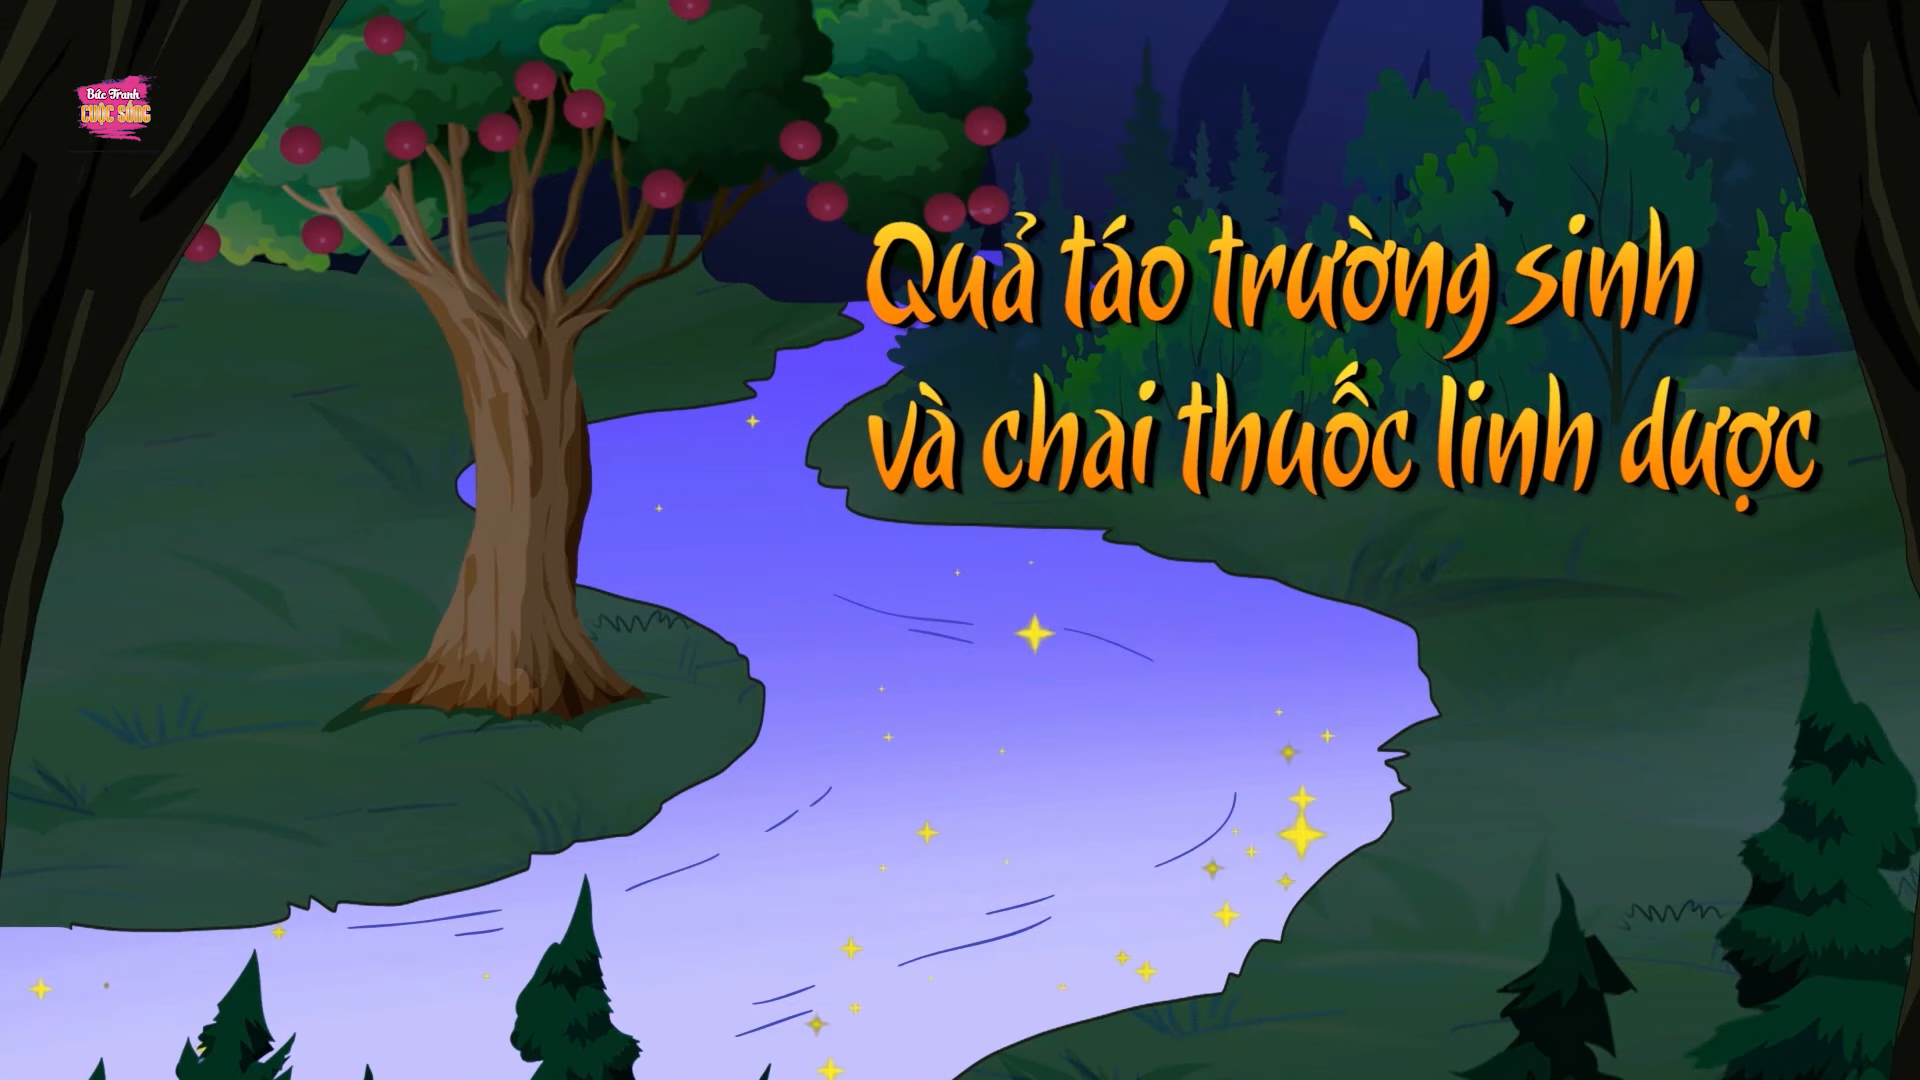 Bức Tranh
CUỘC SỐNG
Quả táo trường sinh
và chai thuốc linh dược